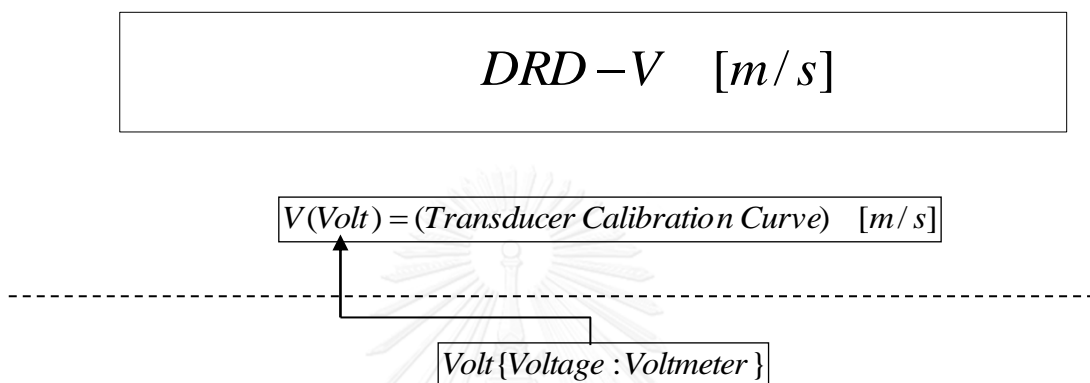 DRD – V [m/s]
V(Volt) = (Transducer Calibration Curve) [m/s]
Volt{Voltage : Voltmeter}